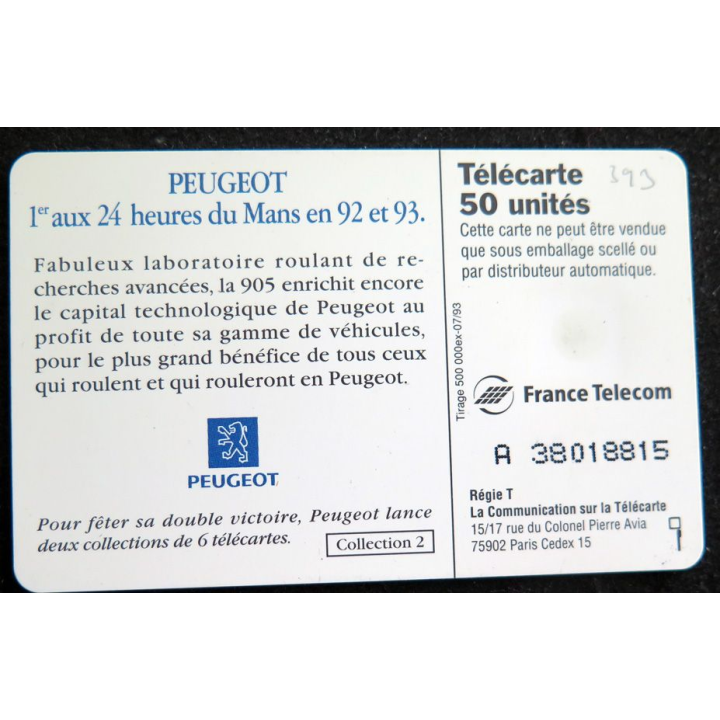 PEUGEOT
1er aux 24 heures du Mans en 92 et 93.
Fabuleux laboratoire roulant de re-
cherches avancées, la 905 enrichit encore
le capital technologique de Peugeot au
profit de toute sa gamme de véhicules,
pour le plus grand bénéfice de tous ceux
qui roulent et qui rouleront en Peugeot.
PEUGEOT
Pour fêter sa double victoire, Peugeot lance
deux collections de 6 télécartes.
Collection 2
Télécarte
50 unités
393
Cette carte ne peut être vendue
que sous emballage scellé ou
par distributeur automatique.
Tirage 500 000ex-07/93
France Telecom
A 38018815
Régie T
La Communication sur la Télécarte
15/17 rue du Colonel Pierre Avia
75902 Paris Cedex 15